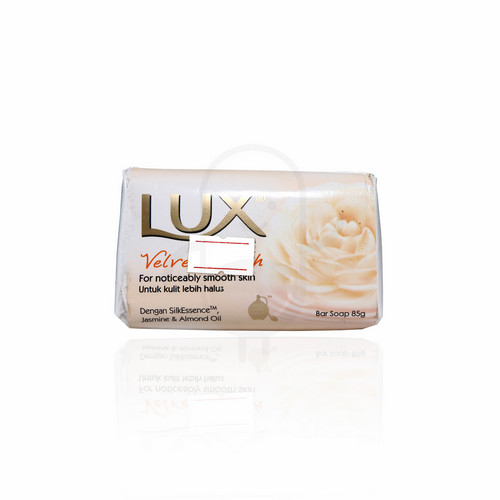 LUX
For noticeably smooth skin
Untuk kulit lebih halus
Dengan SilkEssence™,
Jasmine & Almond Oil
Bar Soap 85g